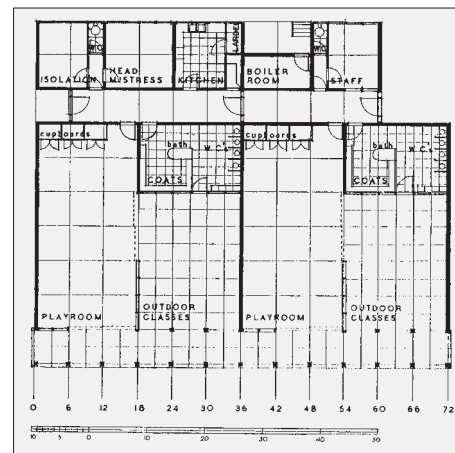 W.C.
LARDER
ISOLATION
HEAD
MISTRESS
KITCHEN
BOILER
ROOM
STAFF
cupboards
bath
W.C.s
COATS
cupboards
bath
W.C.s
COATS
PLAYROOM
OUTDOOR
CLASSES
PLAYROOM
OUTDOOR
CLASSES
0 6 12 18 24 30 36 42 48 54 60 66 72
10 5 0 10 20 30 40 50